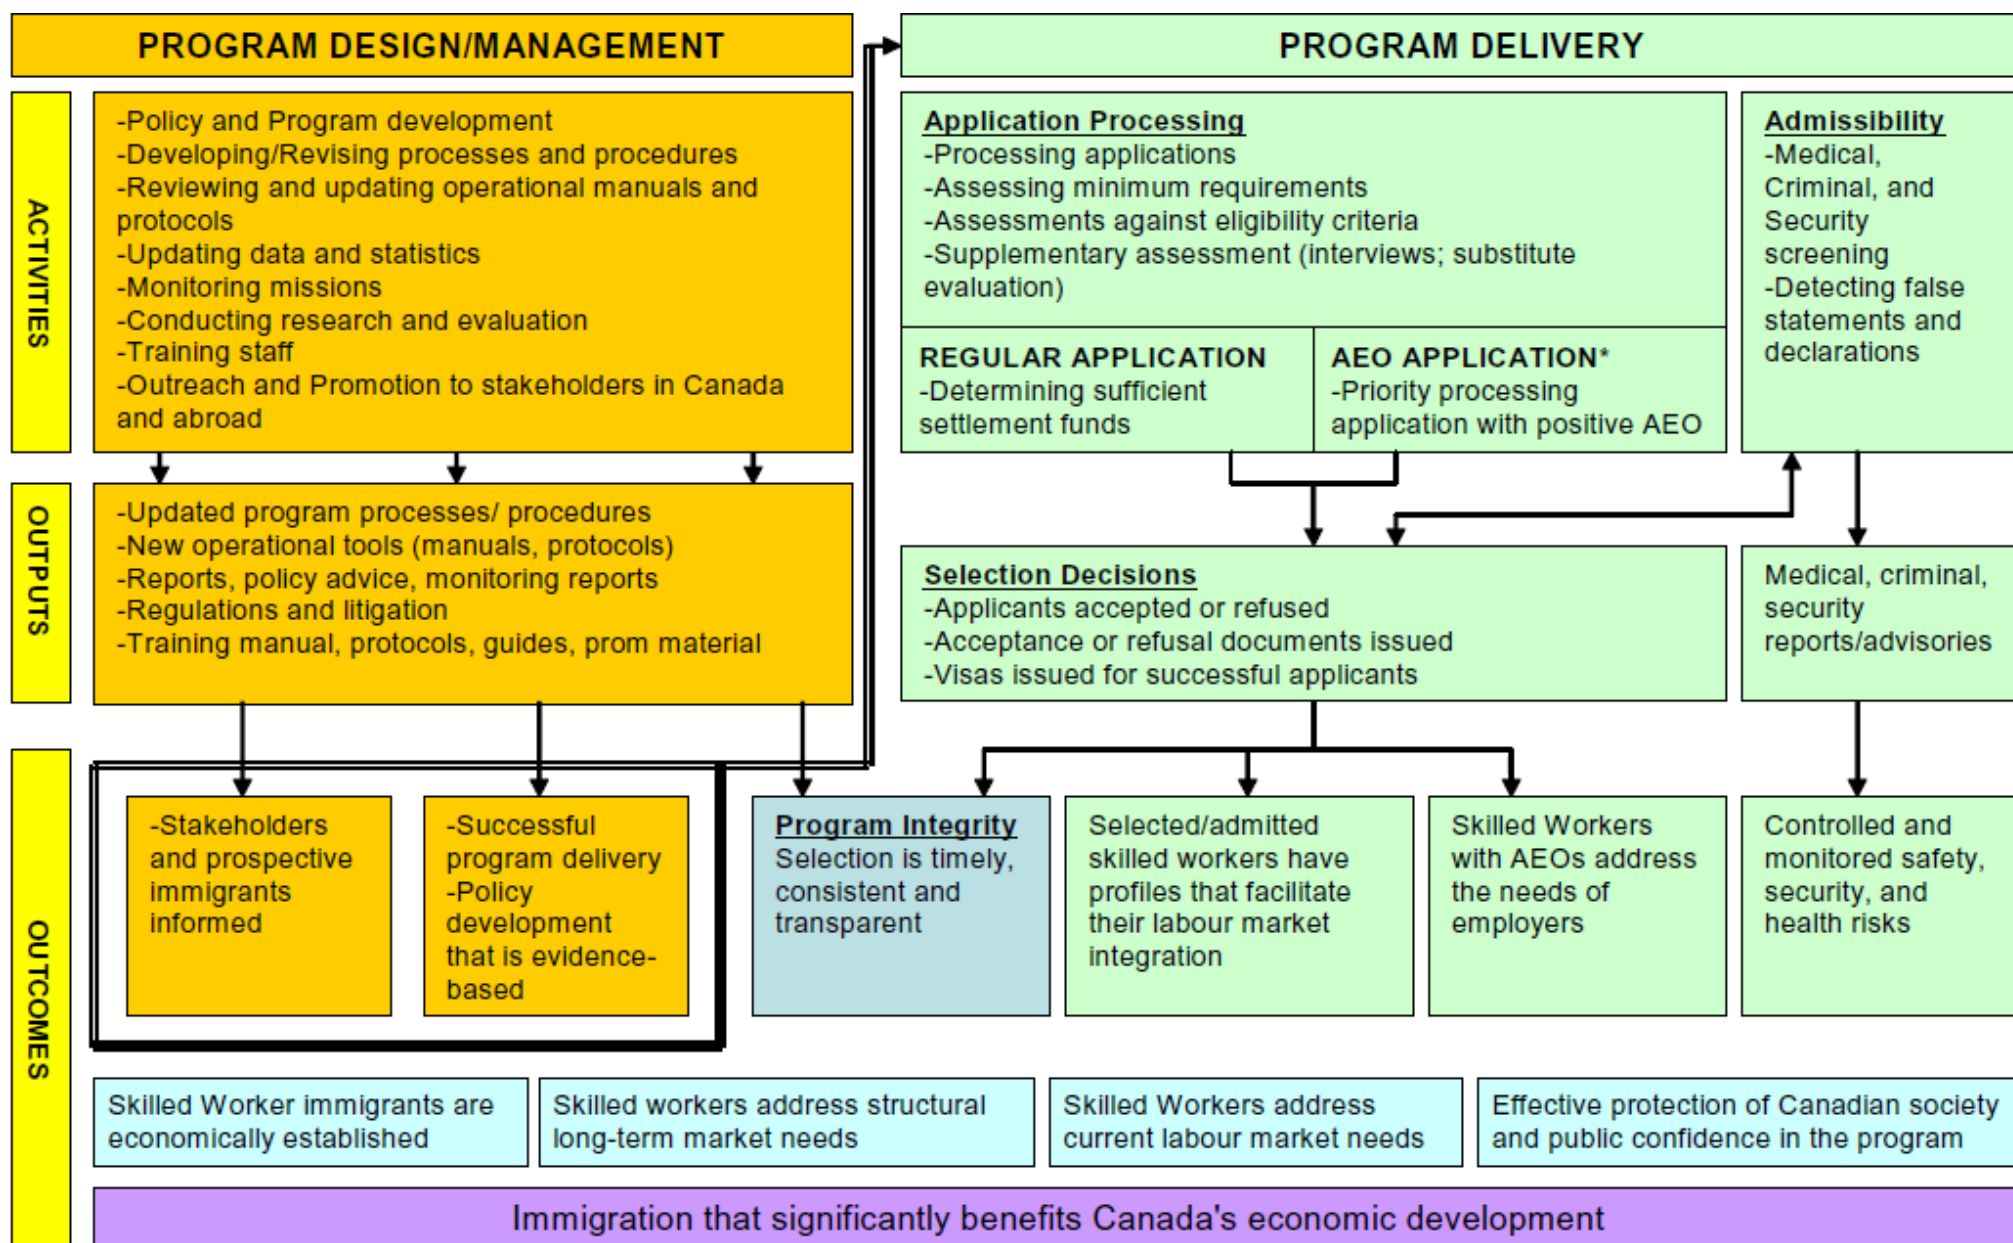 PROGRAM DESIGN/MANAGEMENT
PROGRAM DELIVERY
ACTIVITIES
-Policy and Program development
-Developing/Revising processes and procedures
-Reviewing and updating operational manuals and
protocols
-Updating data and statistics
-Monitoring missions
-Conducting research and evaluation
-Training staff
-Outreach and Promotion to stakeholders in Canada
and abroad
Application Processing
-Processing applications
-Assessing minimum requirements
-Assessments against eligibility criteria
-Supplementary assessment (interviews; substitute
evaluation)
REGULAR APPLICATION
-Determining sufficient
settlement funds
AEO APPLICATION*
-Priority processing
application with positive AEO
Admissibility
-Medical,
Criminal, and
Security
screening
-Detecting false
statements and
declarations
OUTPUTS
-Updated program processes/ procedures
-New operational tools (manuals, protocols)
-Reports, policy advice, monitoring reports
-Regulations and litigation
-Training manual, protocols, guides, prom material
Selection Decisions
-Applicants accepted or refused
-Acceptance or refusal documents issued
-Visas issued for successful applicants
Medical, criminal,
security
reports/advisories
OUTCOMES
-Stakeholders
and prospective
immigrants
informed
-Successful
program delivery
-Policy
development
that is evidence-
based
Program Integrity
Selection is timely,
consistent and
transparent
Selected/admitted
skilled workers have
profiles that facilitate
their labour market
integration
Skilled Workers
with AEOs address
the needs of
employers
Controlled and
monitored safety,
security, and
health risks
Skilled Worker immigrants are
economically established
Skilled workers address structural
long-term market needs
Skilled Workers address
current labour market needs
Effective protection of Canadian society
and public confidence in the program
Immigration that significantly benefits Canada's economic development